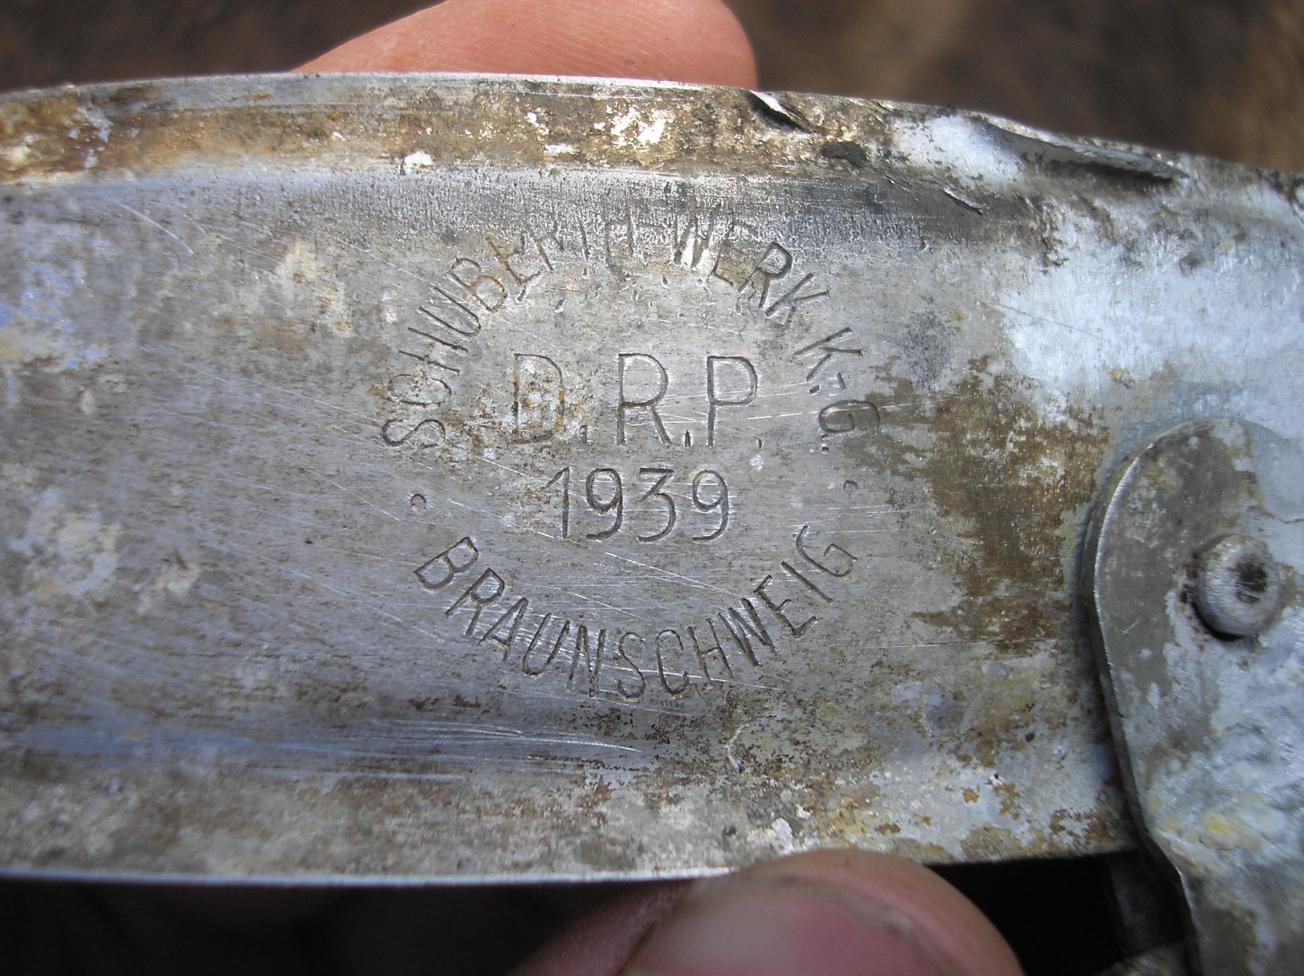 SCHUBERTH-WERK K.-G.
D.R.P.
1939
BRAUNSCHWEIG